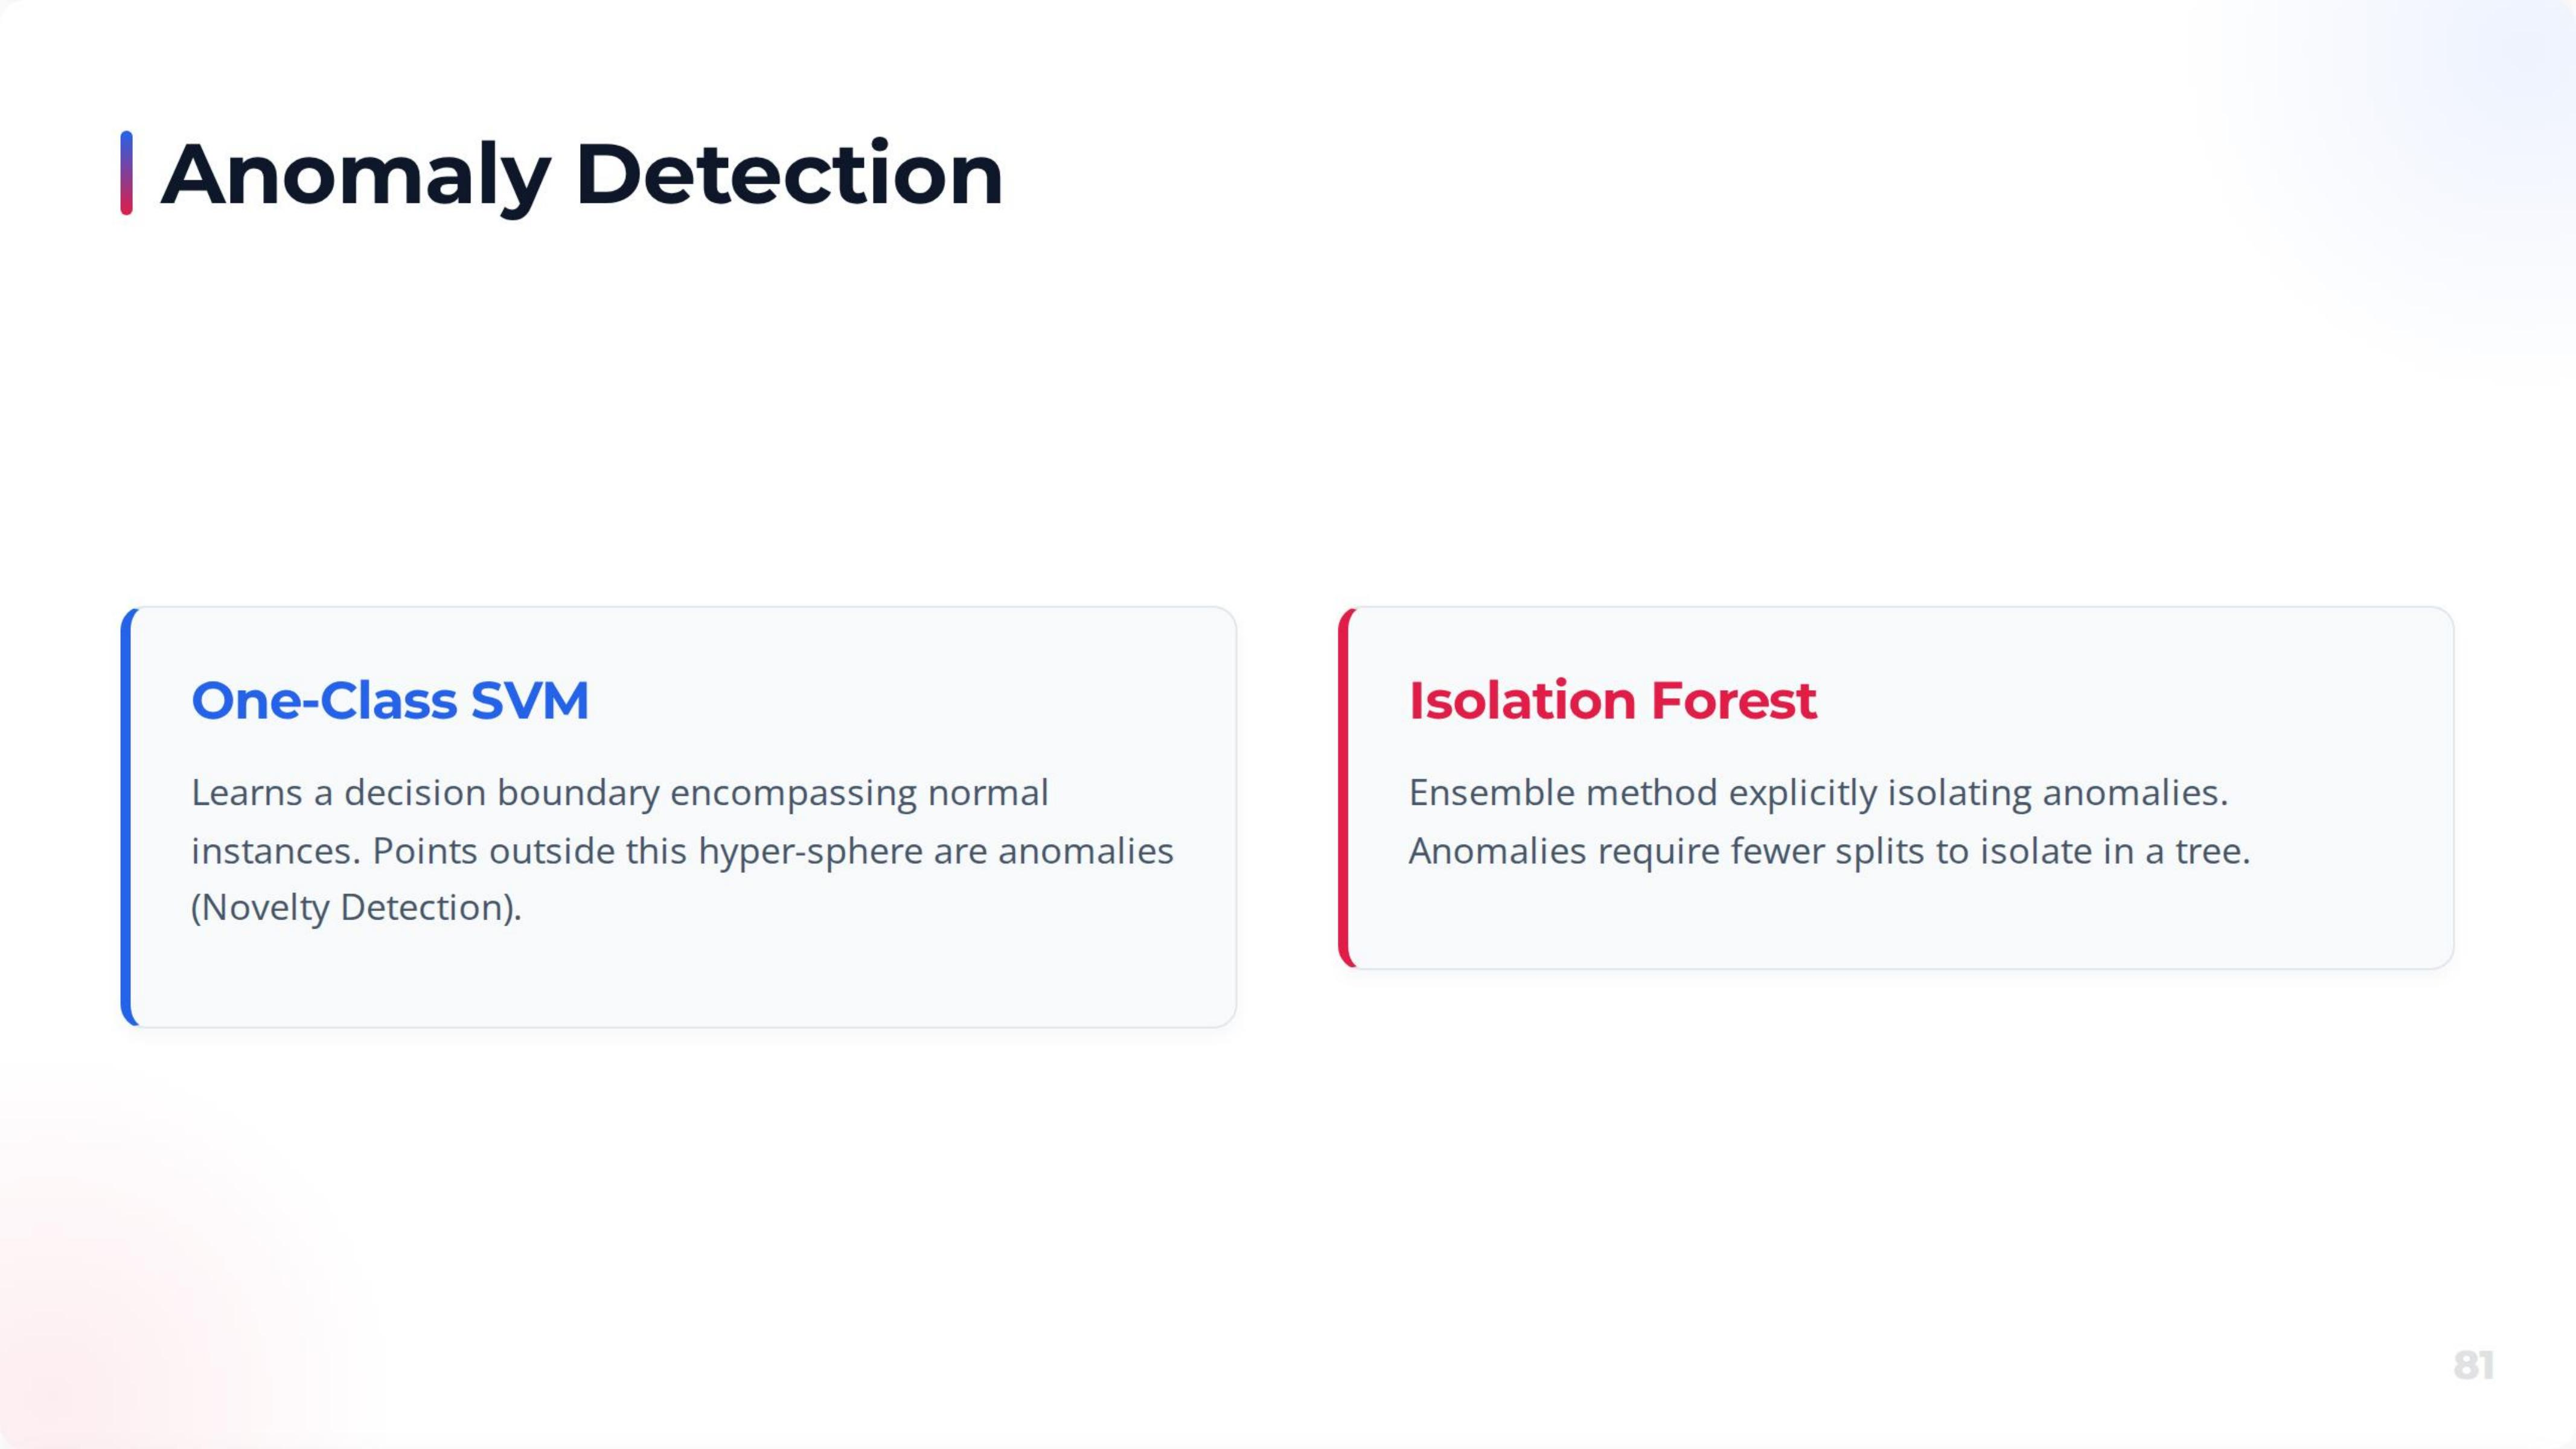 Anomaly Detection
One-Class SVM
Learns a decision boundary encompassing normal
instances. Points outside this hyper-sphere are anomalies
(Novelty Detection).
Isolation Forest
Ensemble method explicitly isolating anomalies.
Anomalies require fewer splits to isolate in a tree.
81